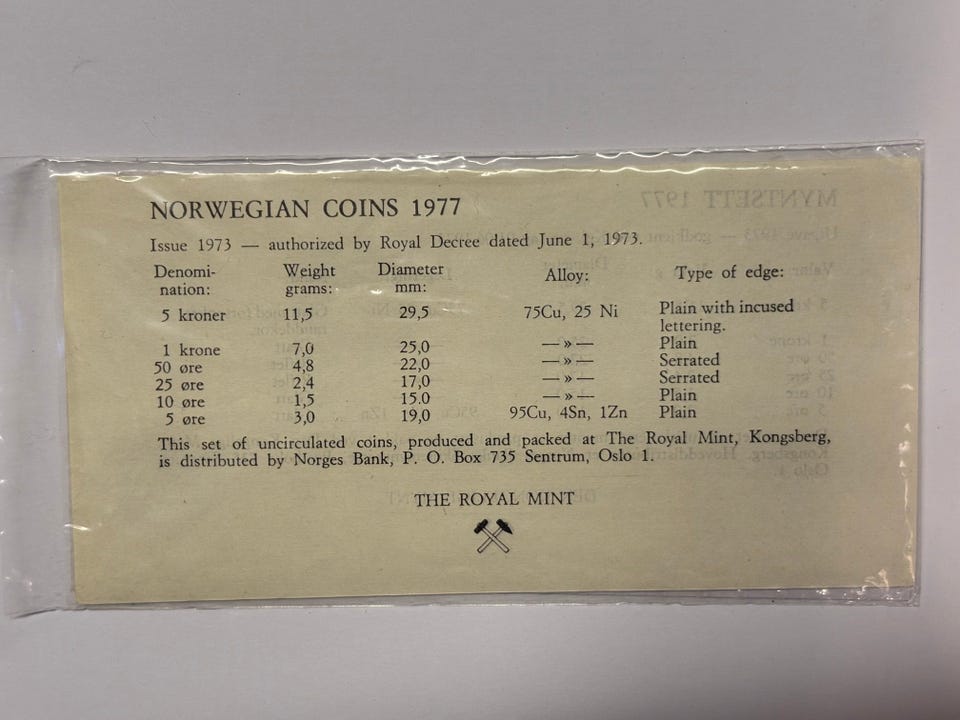 NORWEGIAN COINS 1977
Issue 1973 — authorized by Royal Decree dated June 1, 1973.
Denomi-nation: Weight grams: Diameter mm: Alloy: Type of edge:
5 kroner 11,5 29,5 75Cu, 25 Ni Plain with incused lettering.
1 krone 7,0 25,0 —»— Plain
50 øre 4,8 22,0 —»— Serrated
25 øre 2,4 17,0 —»— Serrated
10 øre 1,5 15.0 —»— Plain
5 øre 3,0 19,0 95Cu, 4Sn, 1Zn Plain
This set of uncirculated coins, produced and packed at The Royal Mint, Kongsberg,
is distributed by Norges Bank, P. O. Box 735 Sentrum, Oslo 1.
THE ROYAL MINT
MYNTSETT 1977